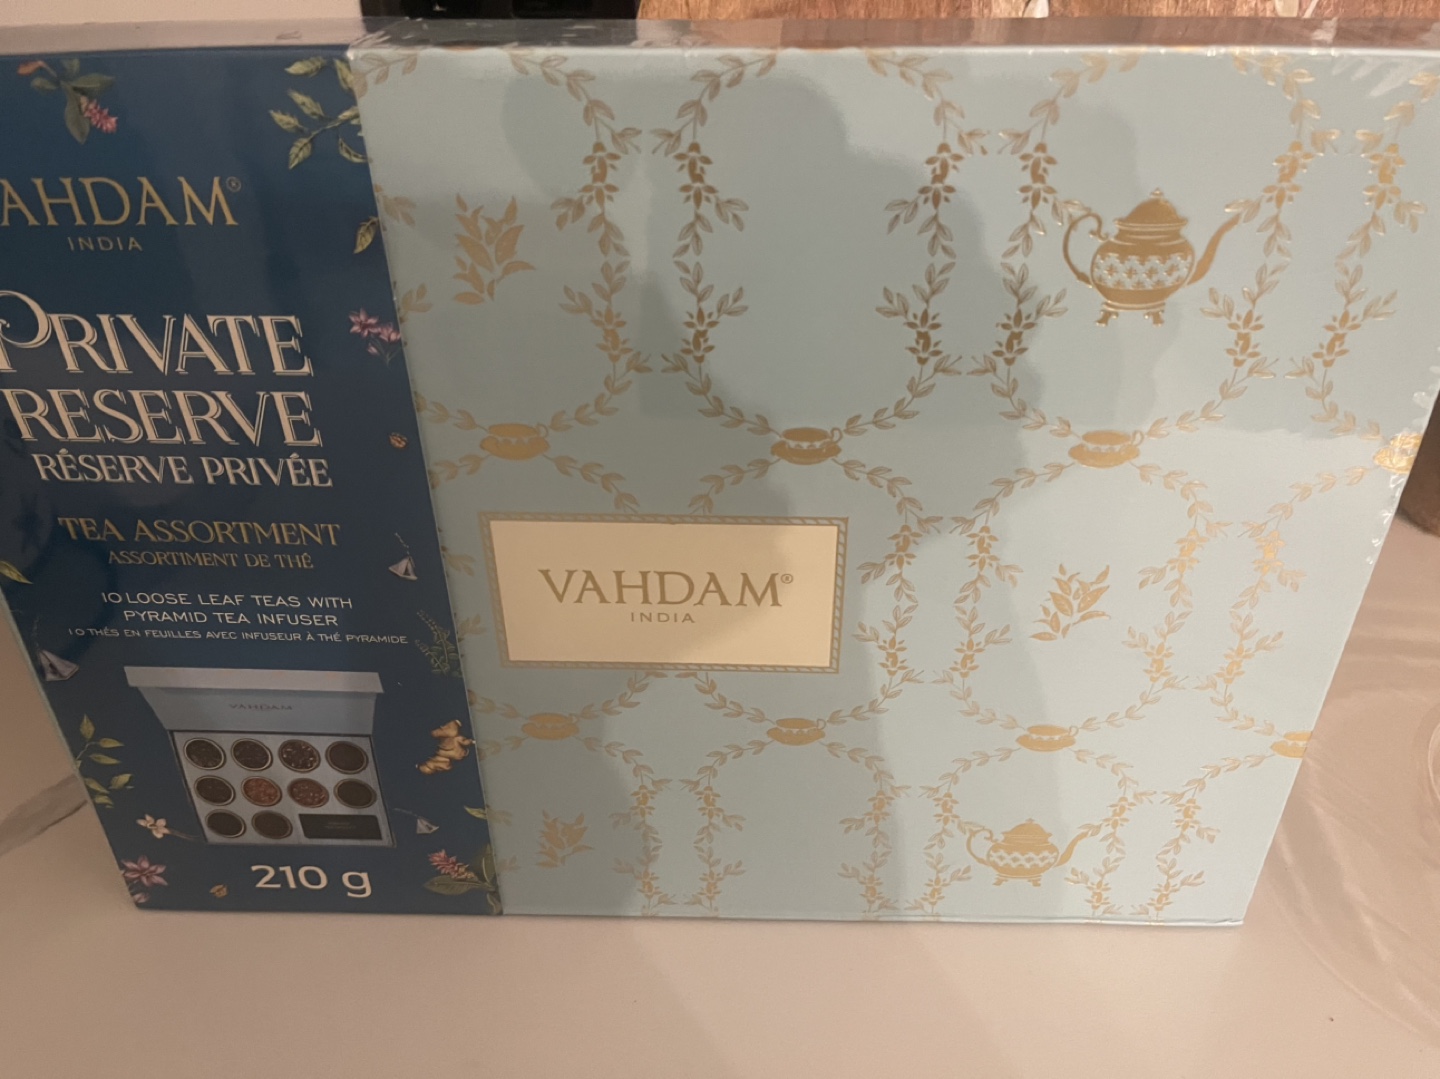 VAHDAM®
INDIA
PRIVATE
RESERVE
RÉSERVE PRIVÉE
TEA ASSORTMENT
ASSORTIMENT DE THÉ
10 LOOSE LEAF TEAS WITH
PYRAMID TEA INFUSER
10 THÉS EN FEUILLES AVEC INFUSEUR À THÉ PYRAMIDE
VAHDAM
210 g
VAHDAM®
INDIA